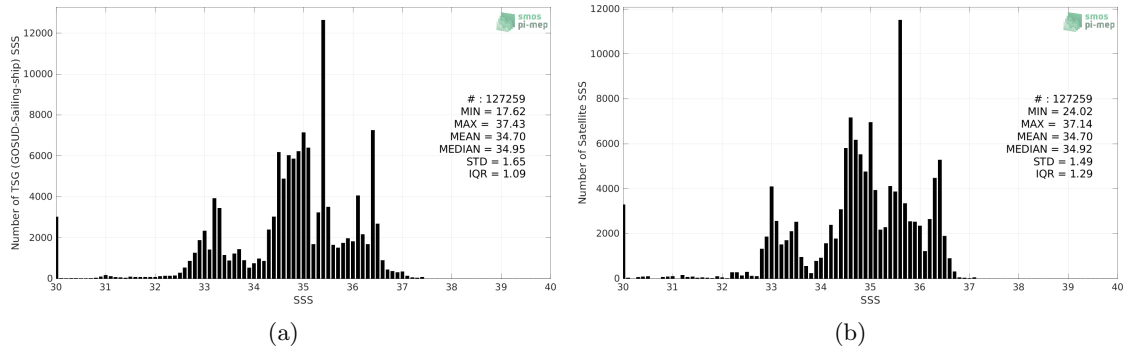 smos
pi-mep
Number of TSG (GOSUD-Sailing-ship) SSS
12000
10000
8000
6000
4000
2000
0
# : 127259
MIN = 17.62
MAX = 37.43
MEAN = 34.70
MEDIAN = 34.95
STD = 1.65
IQR = 1.09
30 31 32 33 34 35 36 37 38 39 40
SSS
(a)
smos
pi-mep
Number of Satellite SSS
12000
10000
8000
6000
4000
2000
0
# : 127259
MIN = 24.02
MAX = 37.14
MEAN = 34.70
MEDIAN = 34.92
STD = 1.49
IQR = 1.29
30 31 32 33 34 35 36 37 38 39 40
SSS
(b)